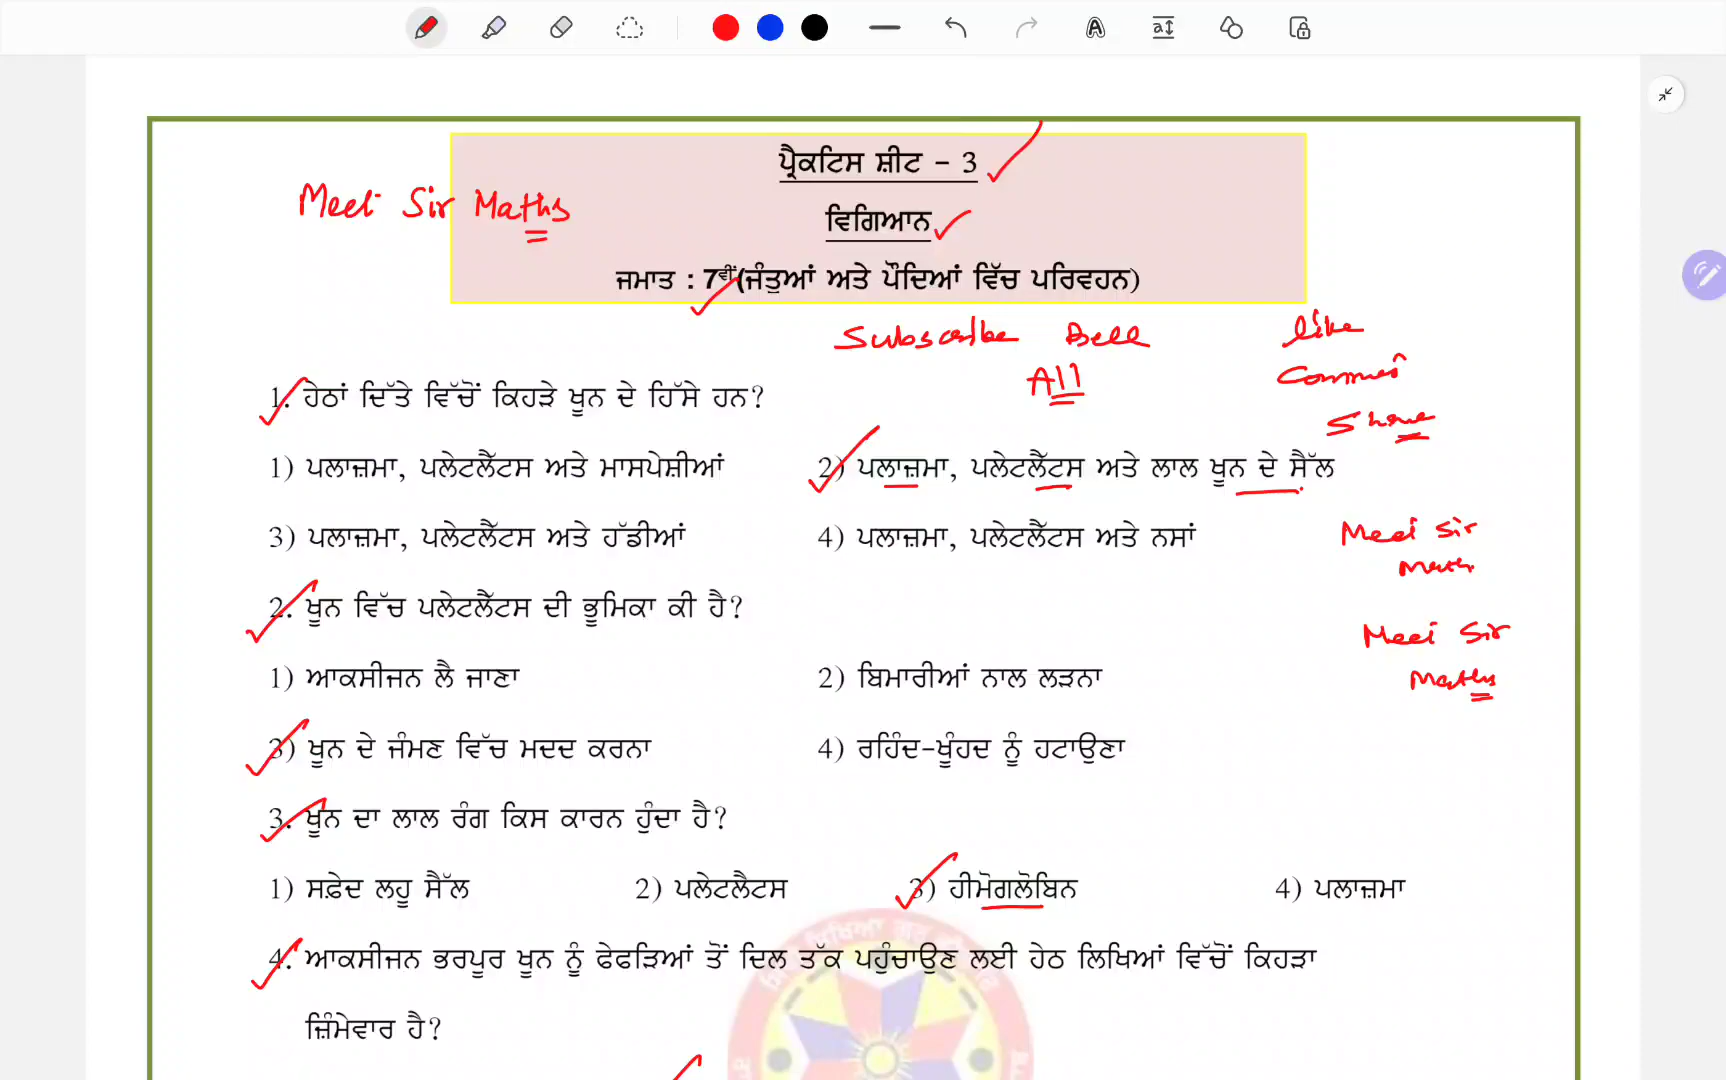 ਪ੍ਰੈਕਟਿਸ ਸ਼ੀਟ - 3
Meet Sir Maths
ਵਿਗਿਆਨ
ਜਮਾਤ : 7ਵੀਂ (ਜੰਤੂਆਂ ਅਤੇ ਪੌਦਿਆਂ ਵਿੱਚ ਪਰਿਵਹਨ)
Subscribe Bell like
All
Share
1. ਹੇਠਾਂ ਦਿੱਤੇ ਵਿੱਚੋਂ ਕਿਹੜੇ ਖੂਨ ਦੇ ਹਿੱਸੇ ਹਨ?
1) ਪਲਾਜ਼ਮਾ, ਪਲੇਟਲੈੱਟਸ ਅਤੇ ਮਾਸਪੇਸ਼ੀਆਂ 2) ਪਲਾਜ਼ਮਾ, ਪਲੇਟਲੈੱਟਸ ਅਤੇ ਲਾਲ ਖੂਨ ਦੇ ਸੈੱਲ
3) ਪਲਾਜ਼ਮਾ, ਪਲੇਟਲੈੱਟਸ ਅਤੇ ਹੱਡੀਆਂ 4) ਪਲਾਜ਼ਮਾ, ਪਲੇਟਲੈੱਟਸ ਅਤੇ ਨਸਾਂ
Meet Sir
Maths
2. ਖੂਨ ਵਿੱਚ ਪਲੇਟਲੈੱਟਸ ਦੀ ਭੂਮਿਕਾ ਕੀ ਹੈ?
Meet Sir
Maths
1) ਆਕਸੀਜਨ ਲੈ ਜਾਣਾ 2) ਬਿਮਾਰੀਆਂ ਨਾਲ ਲੜਨਾ
3) ਖੂਨ ਦੇ ਜੰਮਣ ਵਿੱਚ ਮਦਦ ਕਰਨਾ 4) ਰਹਿੰਦ-ਖੂੰਹਦ ਨੂੰ ਹਟਾਉਣਾ
3. ਖੂਨ ਦਾ ਲਾਲ ਰੰਗ ਕਿਸ ਕਾਰਨ ਹੁੰਦਾ ਹੈ?
1) ਸਫ਼ੇਦ ਲਹੂ ਸੈੱਲ 2) ਪਲੇਟਲੈਟਸ 3) ਹੀਮੋਗਲੋਬਿਨ 4) ਪਲਾਜ਼ਮਾ
4. ਆਕਸੀਜਨ ਭਰਪੂਰ ਖੂਨ ਨੂੰ ਫੇਫੜਿਆਂ ਤੋਂ ਦਿਲ ਤੱਕ ਪਹੁੰਚਾਉਣ ਲਈ ਹੇਠ ਲਿਖਿਆਂ ਵਿੱਚੋਂ ਕਿਹੜਾ
ਜ਼ਿੰਮੇਵਾਰ ਹੈ?